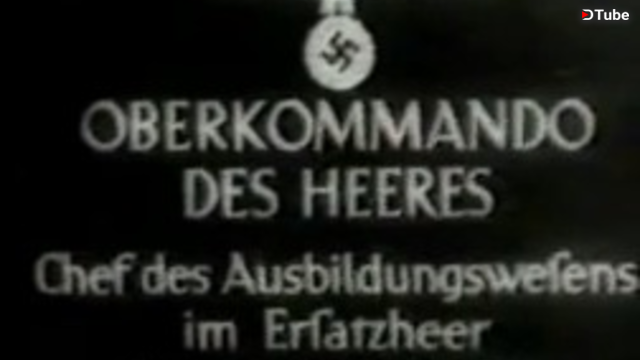 DTube
OBERKOMMANDO
DES HEERES
Chef des Ausbildungsweſens
im Erſatzheer